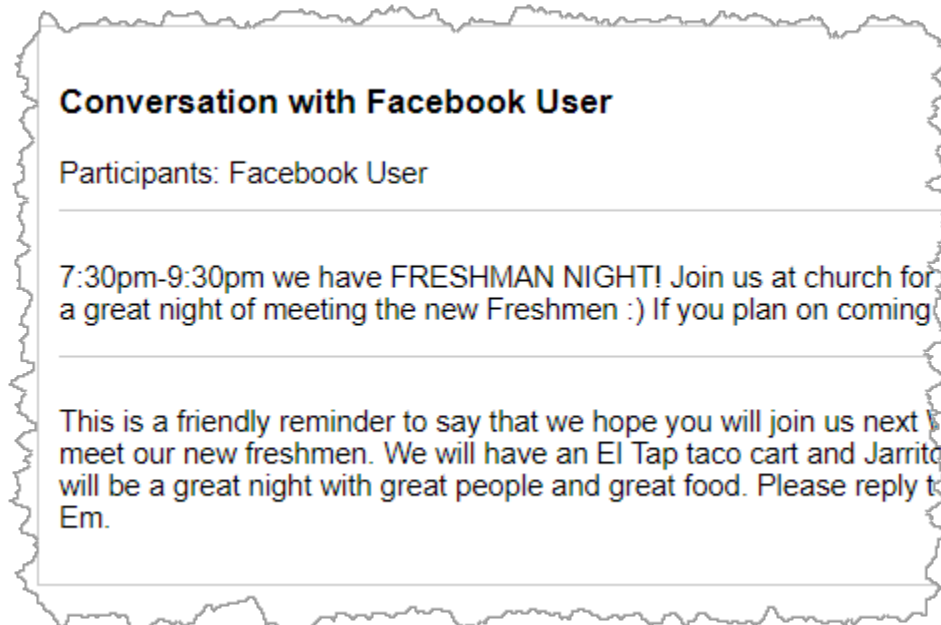 Conversation with Facebook User
Participants: Facebook User
7:30pm-9:30pm we have FRESHMAN NIGHT! Join us at church for
a great night of meeting the new Freshmen :) If you plan on coming
This is a friendly reminder to say that we hope you will join us next
meet our new freshmen. We will have an El Tap taco cart and
will be a great night with great people and great food. Please reply
Em.